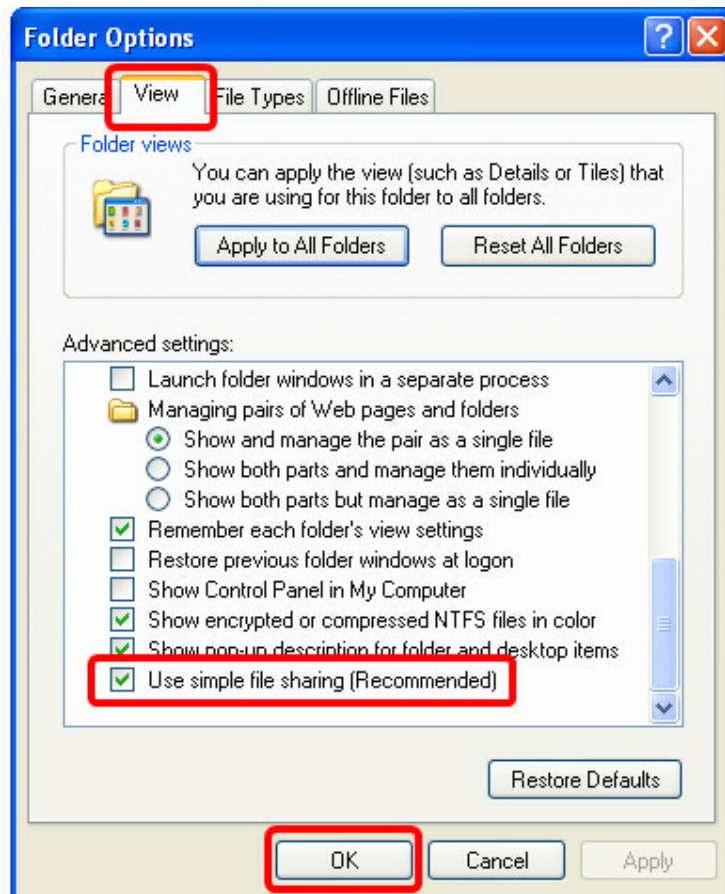 Folder Options
General View File Types Offline Files
Folder views
You can apply the view (such as Details or Tiles) that
you are using for this folder to all folders.
Apply to All Folders Reset All Folders
Advanced settings:
Launch folder windows in a separate process
Managing pairs of Web pages and folders
Show and manage the pair as a single file
Show both parts and manage them individually
Show both parts but manage as a single file
Remember each folder's view settings
Restore previous folder windows at logon
Show Control Panel in My Computer
Show encrypted or compressed NTFS files in color
Show pop-up description for folder and desktop items
Use simple file sharing (Recommended)
Restore Defaults
OK Cancel Apply